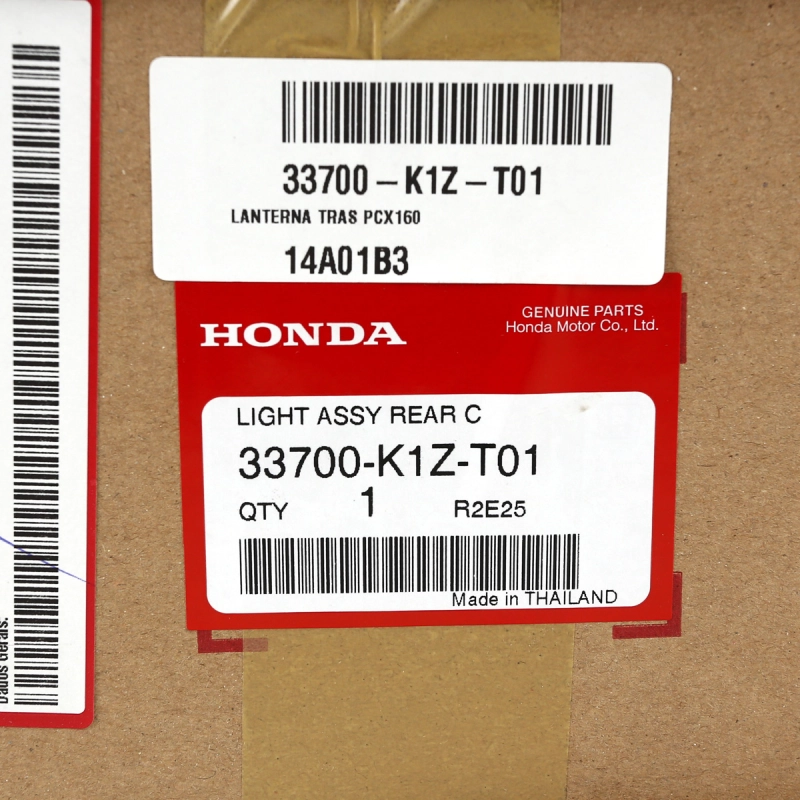 33700-K1Z-T01
LANTERNA TRAS PCX160
14A01B3
HONDA
GENUINE PARTS
Honda Motor Co., Ltd.
LIGHT ASSY REAR C
33700-K1Z-T01
QTY 1 R2E25
Made in THAILAND
Dados Gerais.